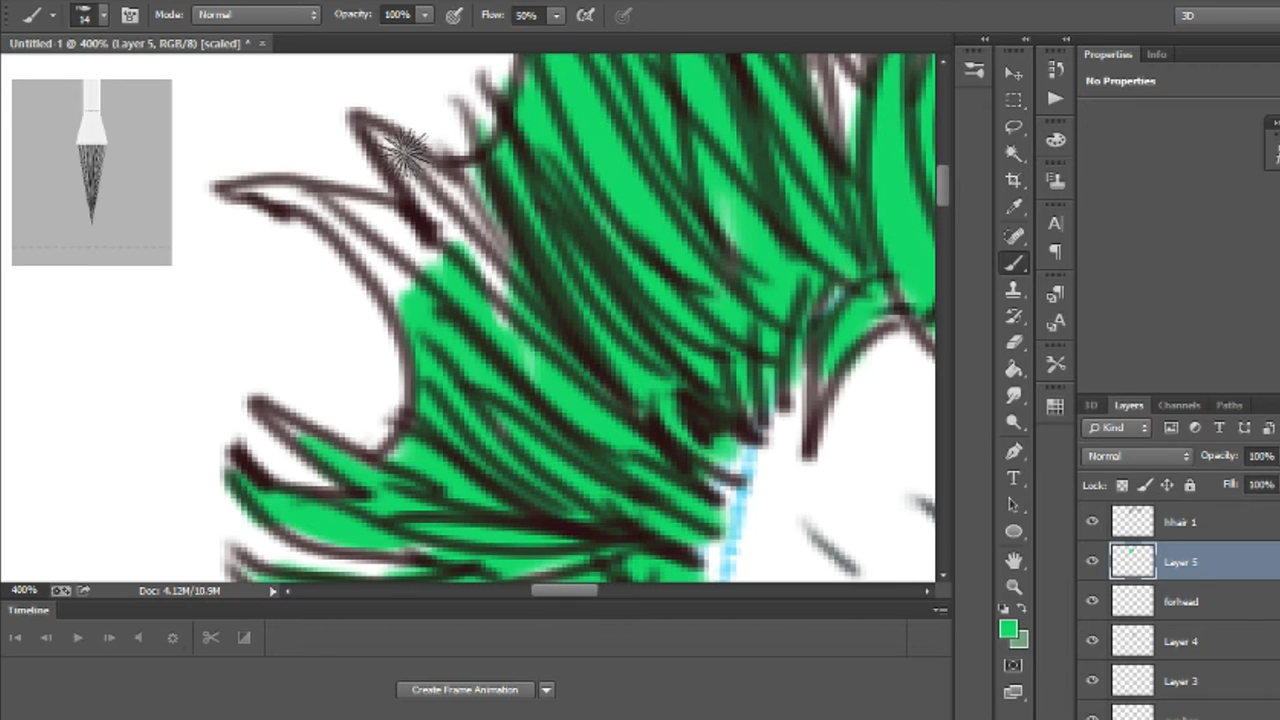 14 Mode: Normal Opacity: 100% Flow: 50% 3D
Untitled-1 @ 400% (Layer 5, RGB/8) [scaled] * ×
Properties Info
No Properties
3D Layers Channels Paths
Kind
Normal Opacity: 100%
Lock: Fill: 100%
hhair 1
Layer 5
forhead
Layer 4
Layer 3
400% Doc: 4.12M/10.9M
Timeline
Create Frame Animation